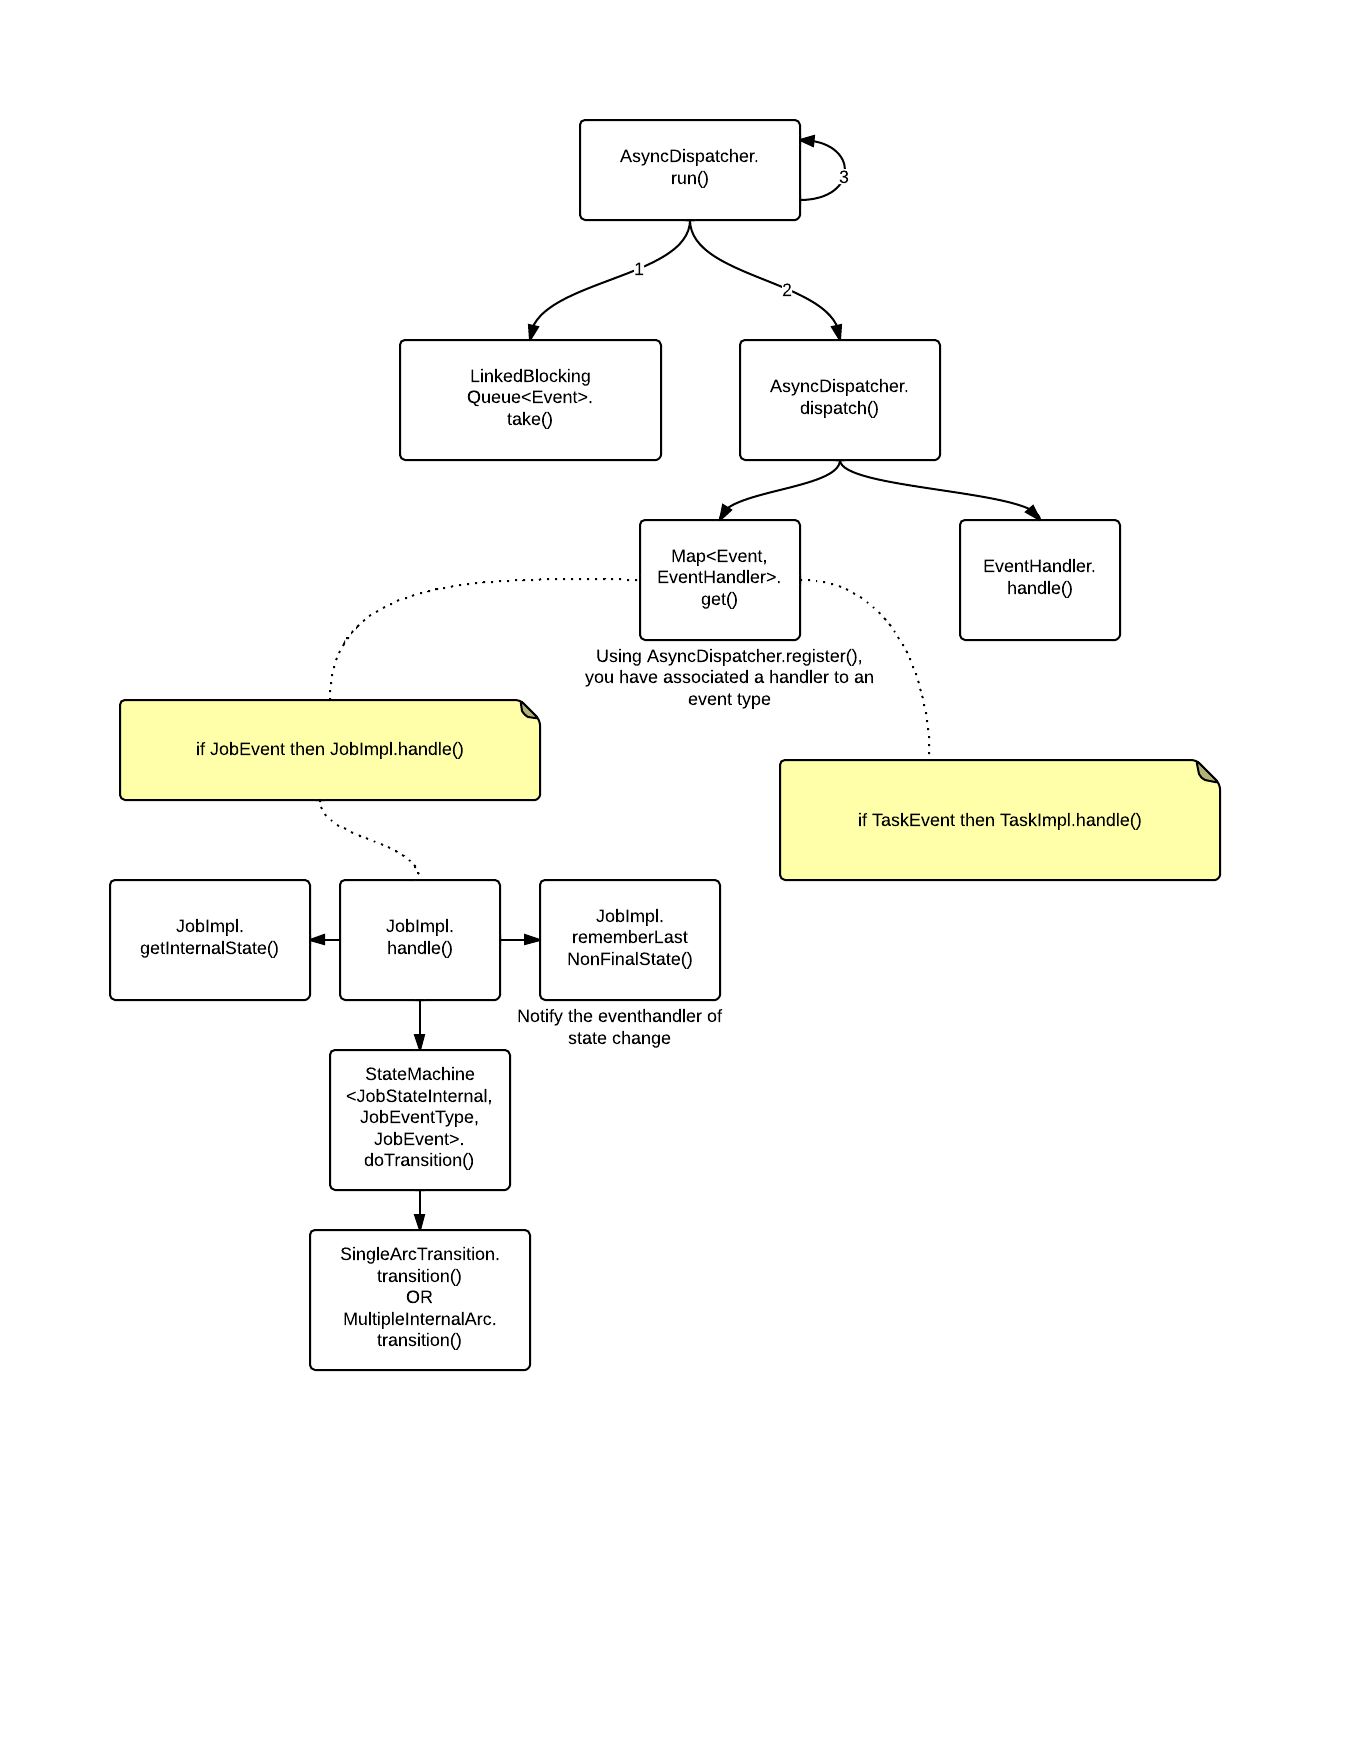 AsyncDispatcher.
run()
3
1
2
LinkedBlocking
Queue<Event>.
take()
AsyncDispatcher.
dispatch()
Map<Event,
EventHandler>.
get()
EventHandler.
handle()
Using AsyncDispatcher.register(),
you have associated a handler to an
event type
if JobEvent then JobImpl.handle()
if TaskEvent then TaskImpl.handle()
JobImpl.
getInternalState()
JobImpl.
handle()
JobImpl.
rememberLast
NonFinalState()
Notify the eventhandler of
state change
StateMachine
<JobStateInternal,
JobEventType,
JobEvent>.
doTransition()
SingleArcTransition.
transition()
OR
MultipleInternalArc.
transition()